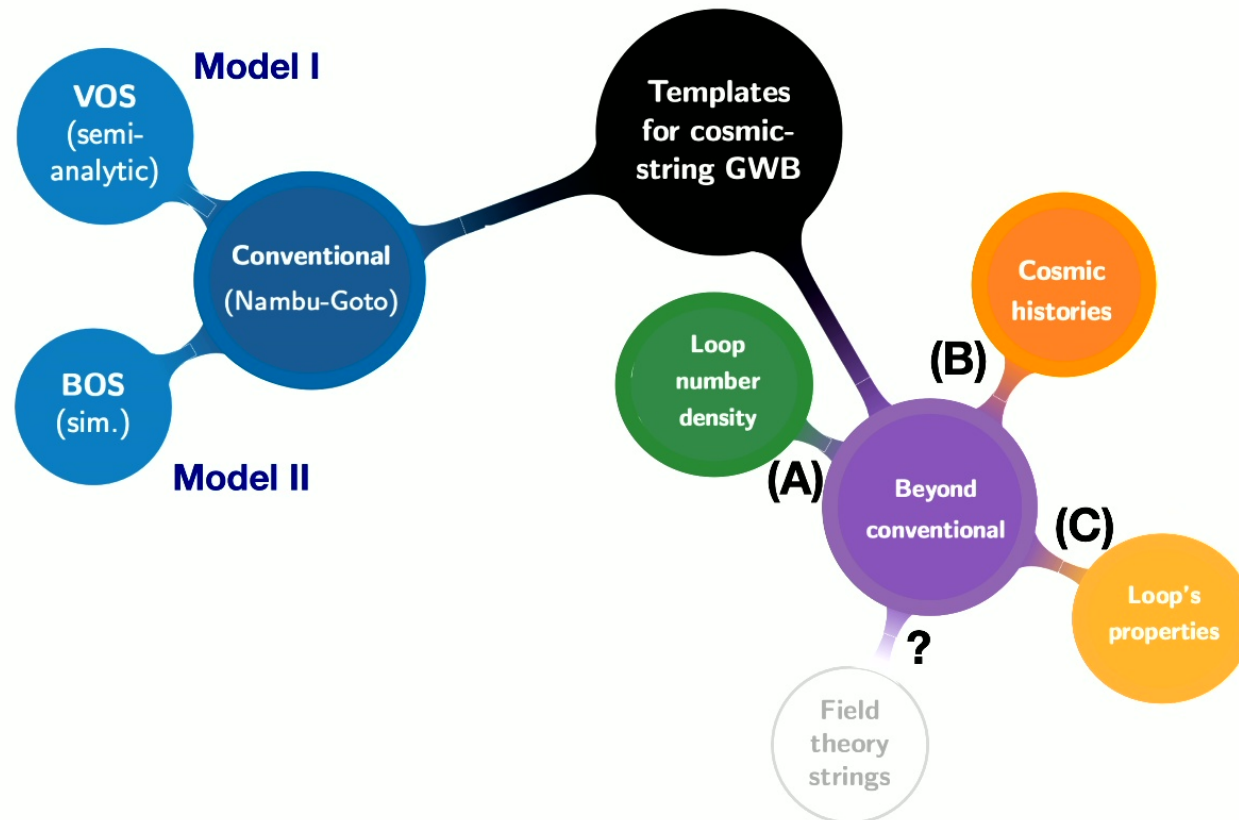 Model I
VOS
(semi-
analytic)
Conventional
(Nambu-Goto)
BOS
(sim.)
Model II
Templates
for cosmic-
string GWB
Loop
number
density
(A)
Cosmic
histories
(B)
Beyond
conventional
(C)
Loop's
properties
?
Field
theory
strings